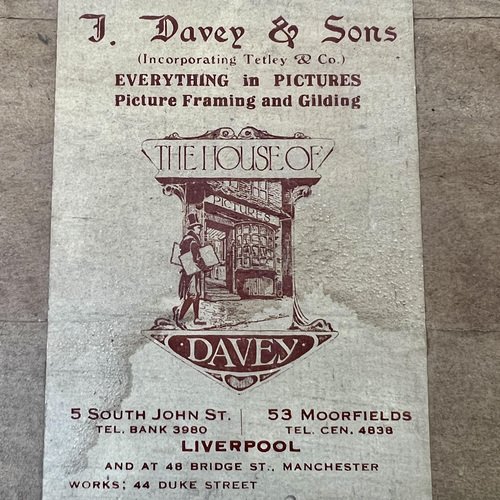 J. Davey & Sons
(Incorporating Tetley & Co.)
EVERYTHING in PICTURES
Picture Framing and Gilding
THE HOUSE OF
PICTURES
DAVEY
5 SOUTH JOHN ST. 53 MOORFIELDS
TEL. BANK 3980 TEL. CEN. 4838
LIVERPOOL
AND AT 48 BRIDGE ST., MANCHESTER
WORKS; 44 DUKE STREET